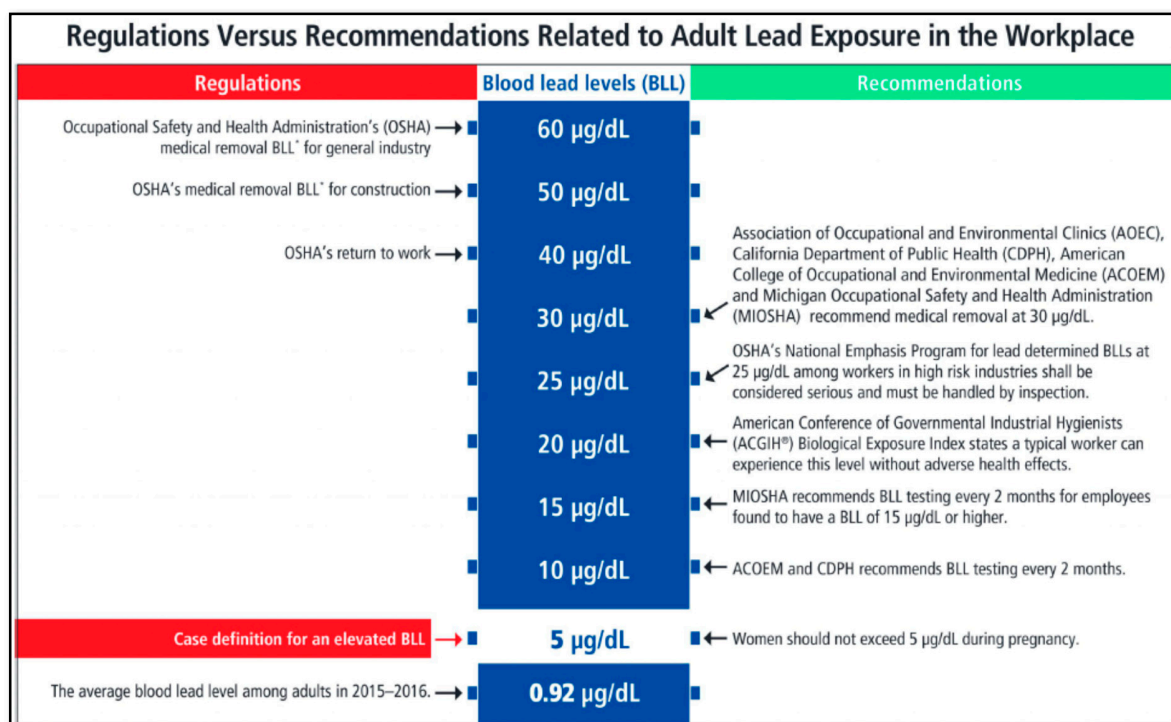 Regulations Versus Recommendations Related to Adult Lead Exposure in the Workplace
Regulations
Blood lead levels (BLL)
Recommendations
Occupational Safety and Health Administration's (OSHA)
medical removal BLL* for general industry
60 µg/dL
OSHA's medical removal BLL* for construction
50 µg/dL
OSHA's return to work
40 µg/dL
Association of Occupational and Environmental Clinics (AOEC),
California Department of Public Health (CDPH), American
College of Occupational and Environmental Medicine (ACOEM)
and Michigan Occupational Safety and Health Administration
(MIOSHA) recommend medical removal at 30 µg/dL.
30 µg/dL
OSHA's National Emphasis Program for lead determined BLLs at
25 µg/dL among workers in high risk industries shall be
considered serious and must be handled by inspection.
25 µg/dL
American Conference of Governmental Industrial Hygienists
(ACGIH®) Biological Exposure Index states a typical worker can
experience this level without adverse health effects.
20 µg/dL
MIOSHA recommends BLL testing every 2 months for employees
found to have a BLL of 15 µg/dL or higher.
15 µg/dL
10 µg/dL
ACOEM and CDPH recommends BLL testing every 2 months.
Case definition for an elevated BLL
5 µg/dL
Women should not exceed 5 µg/dL during pregnancy.
The average blood lead level among adults in 2015–2016.
0.92 µg/dL